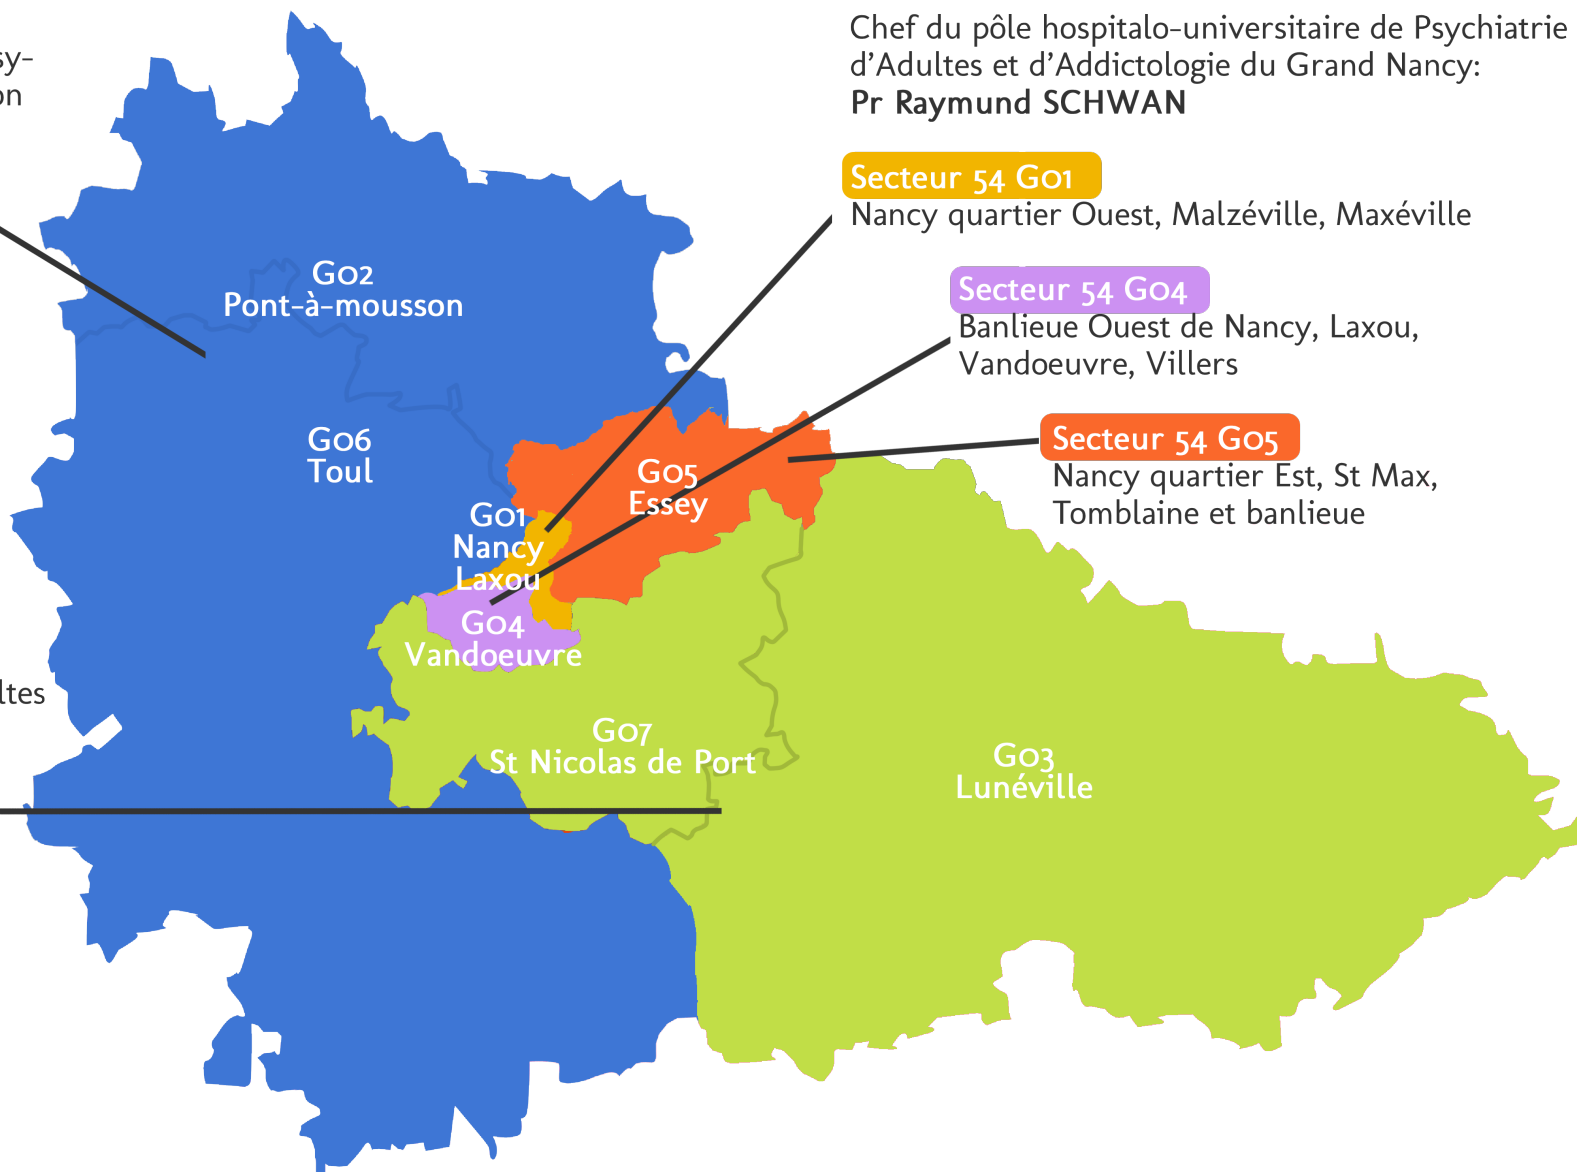 Chef du pôle hospitalo-universitaire de Psychiatrie
d'Adultes et d'Addictologie du Grand Nancy:
Pr Raymund SCHWAN
Secteur 54 G01
Nancy quartier Ouest, Malzéville, Maxéville
Secteur 54 G04
Banlieue Ouest de Nancy, Laxou,
Vandoeuvre, Villers
Secteur 54 G05
Nancy quartier Est, St Max,
Tomblaine et banlieue
G02
Pont-à-mousson
G06
Toul
G05
Essey
G01
Nancy
Laxou
G04
Vandoeuvre
G07
St Nicolas de Port
G03
Lunéville